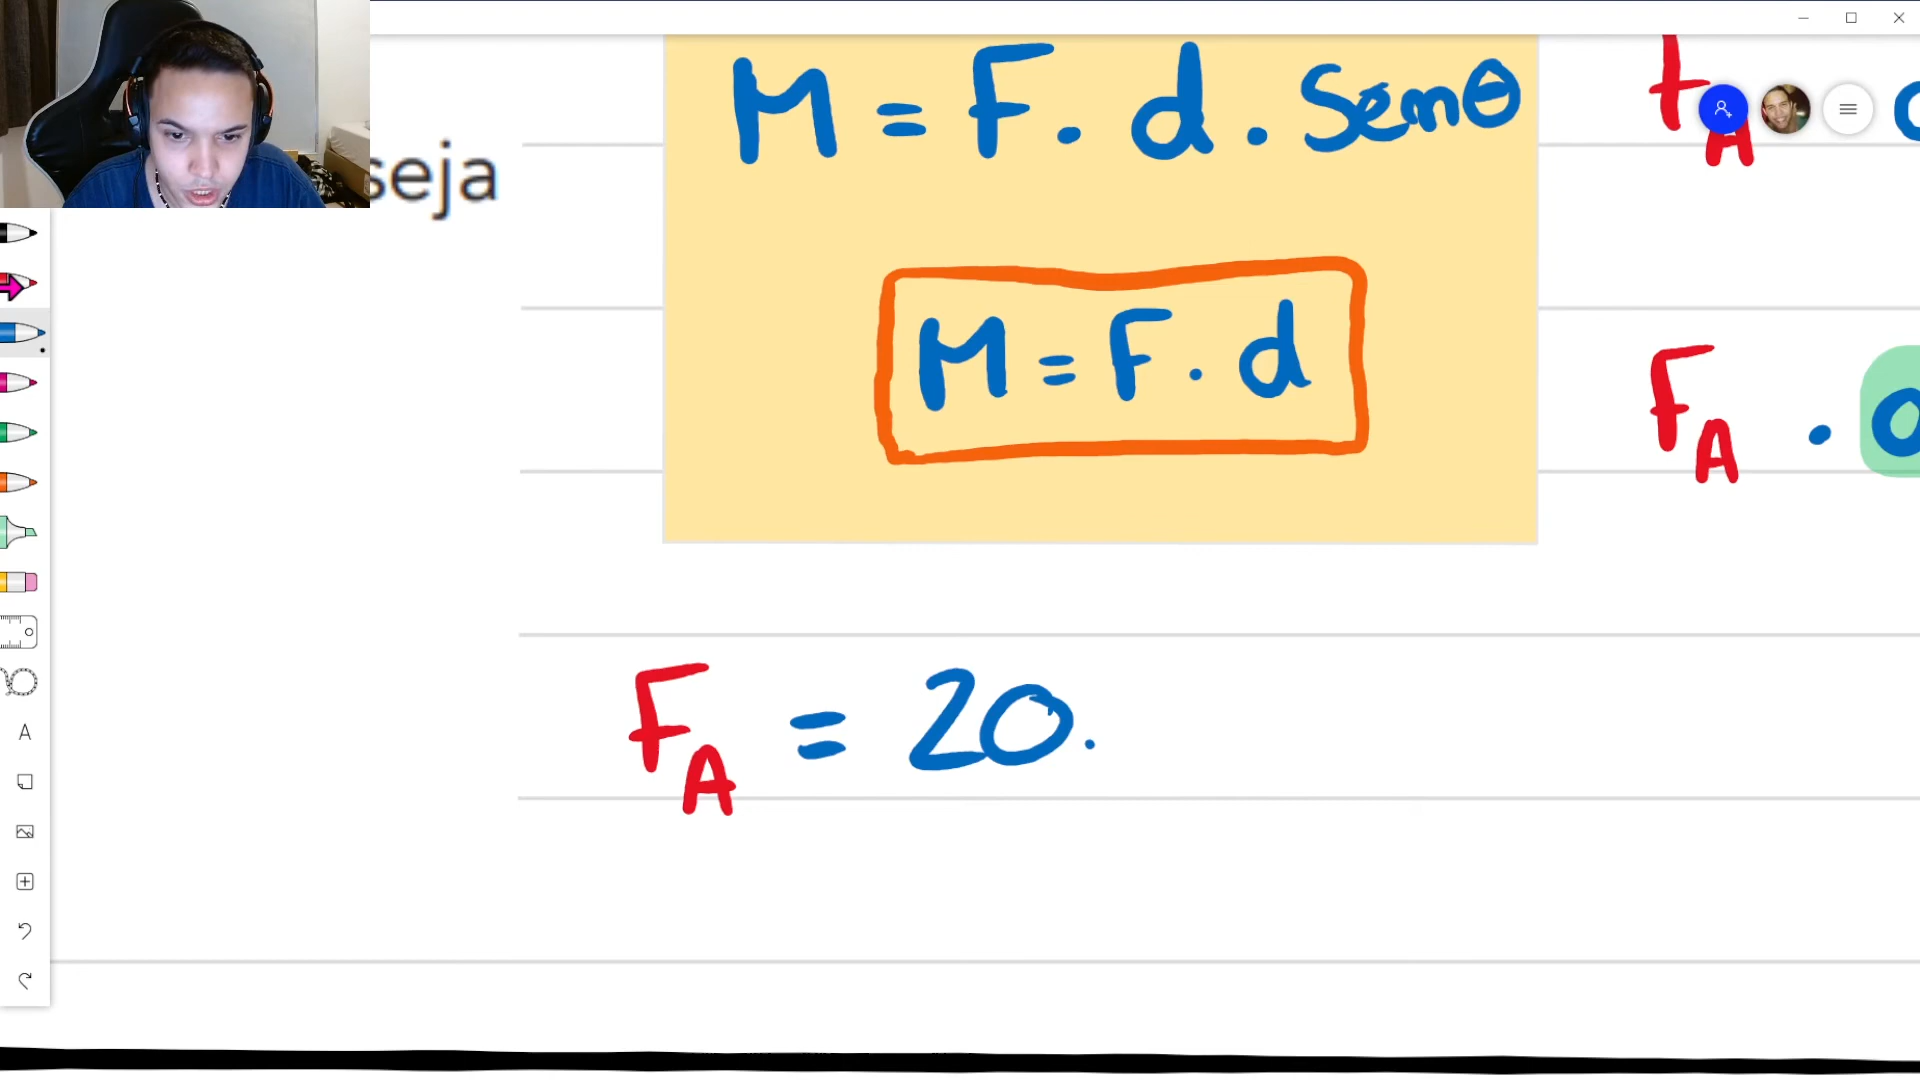 seja
M = F . d . Senθ
M = F . d
F_A .
F_A = 20.
A